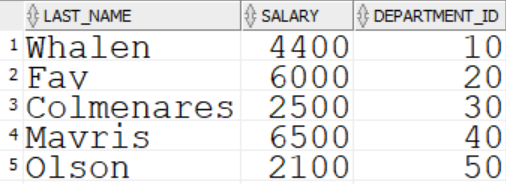 LAST_NAME SALARY DEPARTMENT_ID
1 Whalen 4400 10
2 Fay 6000 20
3 Colmenares 2500 30
4 Mavris 6500 40
5 Olson 2100 50